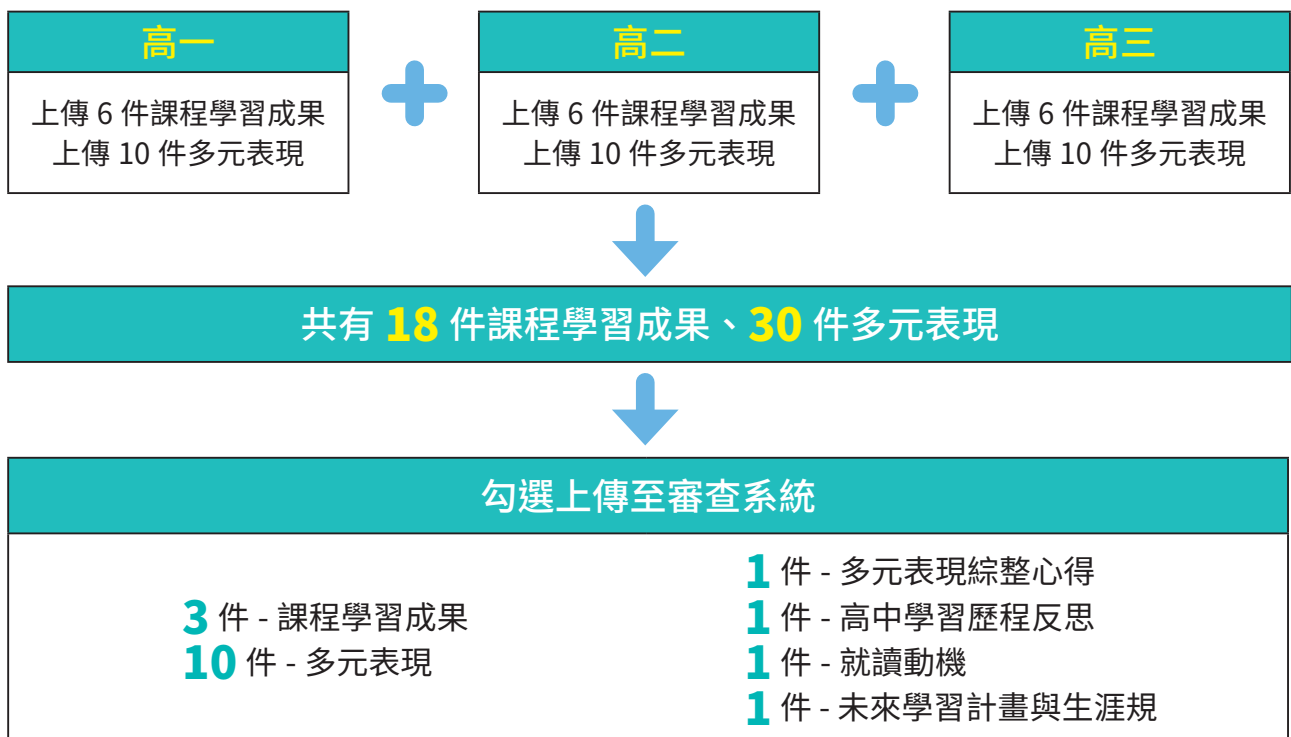 高一
上傳 6 件課程學習成果
上傳 10 件多元表現
高二
上傳 6 件課程學習成果
上傳 10 件多元表現
高三
上傳 6 件課程學習成果
上傳 10 件多元表現
共有 18 件課程學習成果、30 件多元表現
勾選上傳至審查系統
3 件 - 課程學習成果
10 件 - 多元表現
1 件 - 多元表現綜整心得
1 件 - 高中學習歷程反思
1 件 - 就讀動機
1 件 - 未來學習計畫與生涯規